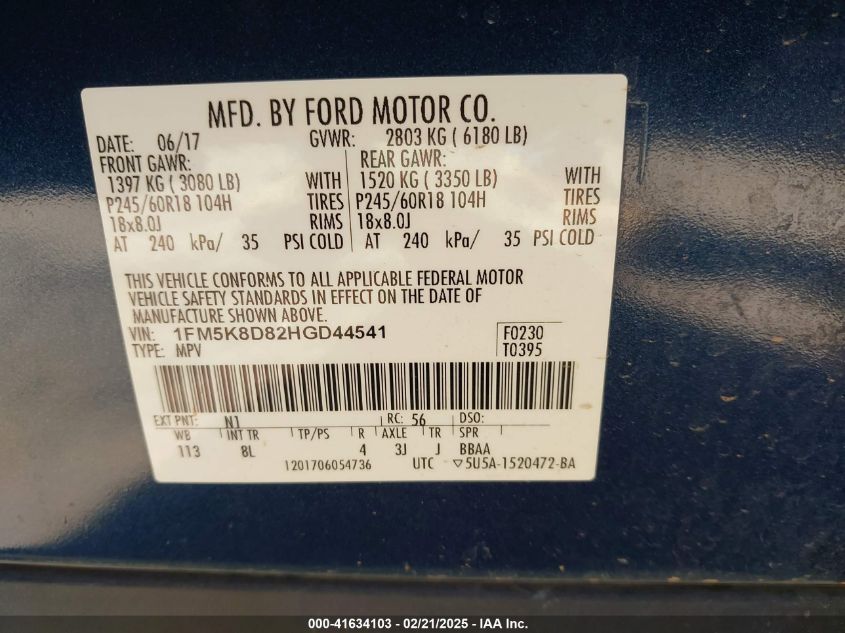 MFD. BY FORD MOTOR CO.
DATE: 06/17 GVWR: 2803 KG ( 6180 LB)
FRONT GAWR: REAR GAWR:
1397 KG ( 3080 LB) WITH 1520 KG ( 3350 LB) WITH
P245/60R18 104H TIRES P245/60R18 104H TIRES
18x8.0J RIMS 18x8.0J RIMS
AT 240 kPa/ 35 PSI COLD AT 240 kPa/ 35 PSI COLD
THIS VEHICLE CONFORMS TO ALL APPLICABLE FEDERAL MOTOR
VEHICLE SAFETY STANDARDS IN EFFECT ON THE DATE OF
MANUFACTURE SHOWN ABOVE.
VIN: 1FM5K8D82HGD44541 F0230
TYPE: MPV T0395
EXT PNT: N1 RC: 56 DSO:
WB INT TR TP/PS R AXLE TR SPR
113 8L 4 3J J BBAA
1201706054736 UTC ▽5U5A-1520472-BA
000-41634103 - 02/21/2025 - IAA Inc.